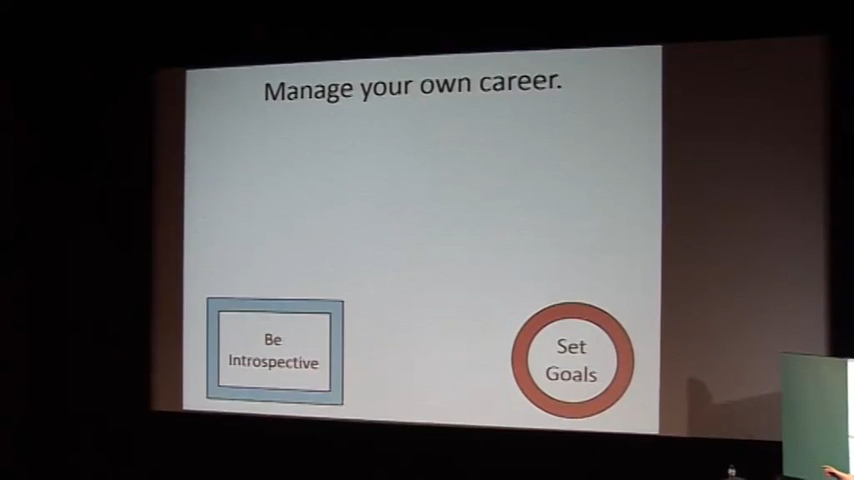 Manage your own career.
Be
Introspective
Set
Goals